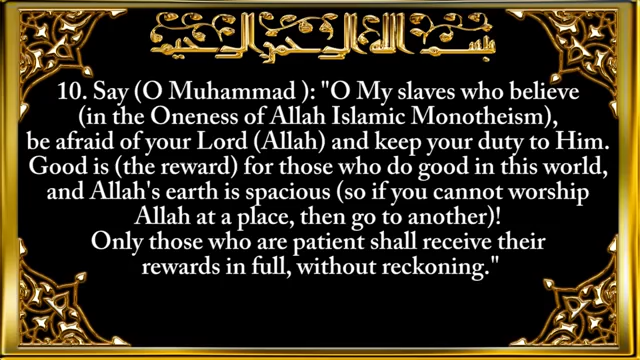 بسم الله الرحمن الرحيم
10. Say (O Muhammad ): "O My slaves who believe
(in the Oneness of Allah Islamic Monotheism),
be afraid of your Lord (Allah) and keep your duty to Him.
Good is (the reward) for those who do good in this world,
and Allah's earth is spacious (so if you cannot worship
Allah at a place, then go to another)!
Only those who are patient shall receive their
rewards in full, without reckoning."